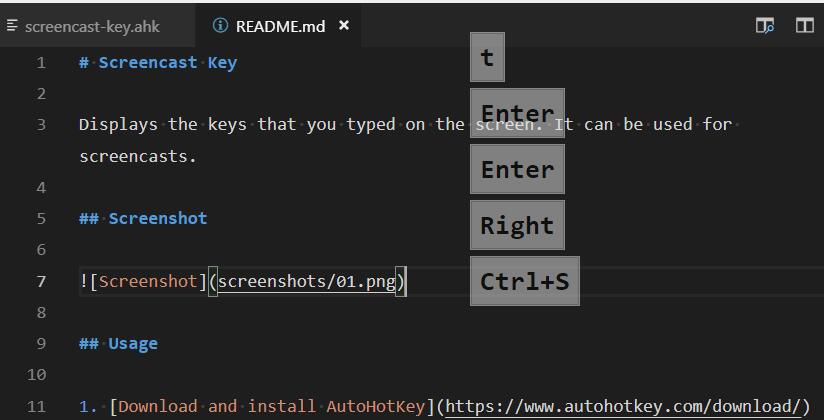 screencast-key.ahk README.md
1 # Screencast Key
2
3 Displays the keys that you typed on the screen. It can be used for
screencasts.
4
5 ## Screenshot
6
7 ![Screenshot](screenshots/01.png)
8
9 ## Usage
10
11 1. [Download and install AutoHotKey](https://www.autohotkey.com/download/)
t
Enter
Enter
Right
Ctrl+S